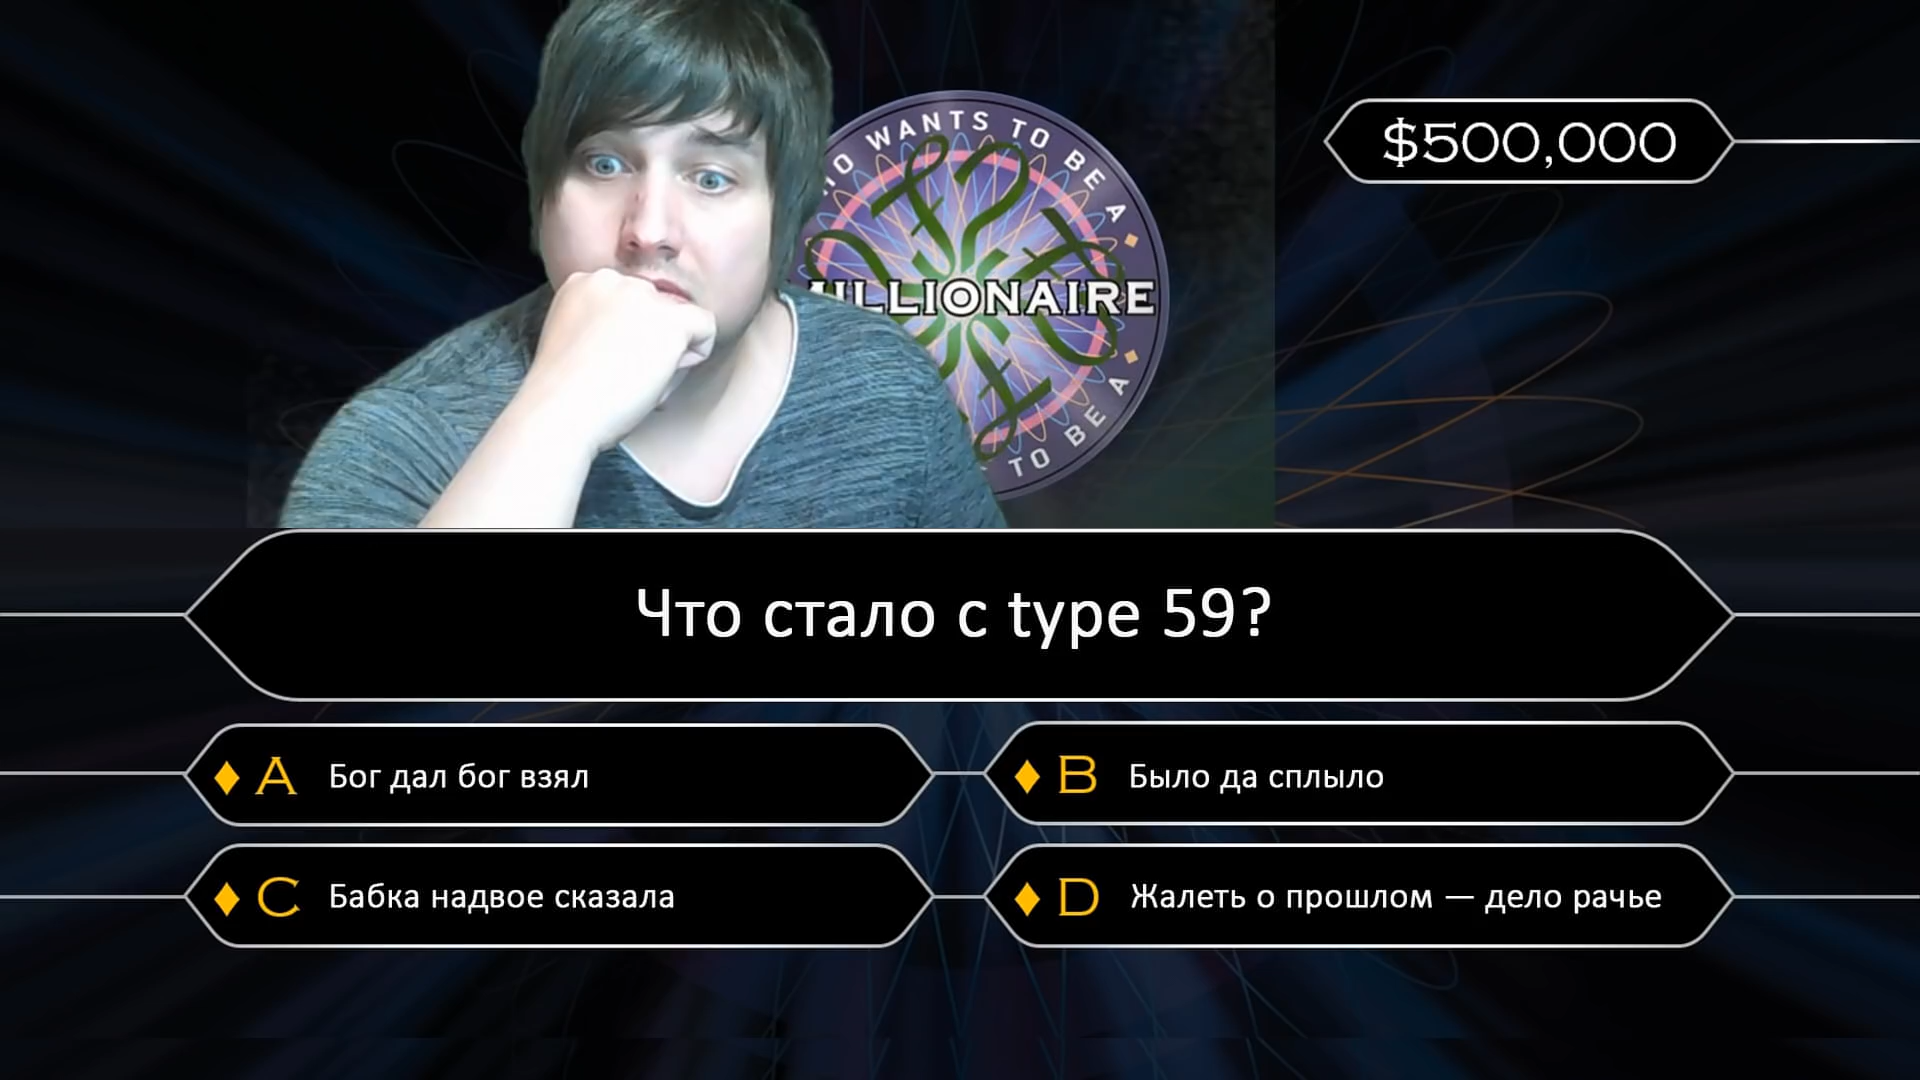 WHO WANTS TO BE A
MILLIONAIRE
TO BE A
$500,000
Что стало с type 59?
A Бог дал бог взял
B Было да сплыло
C Бабка надвое сказала
D Жалеть о прошлом — дело рачье